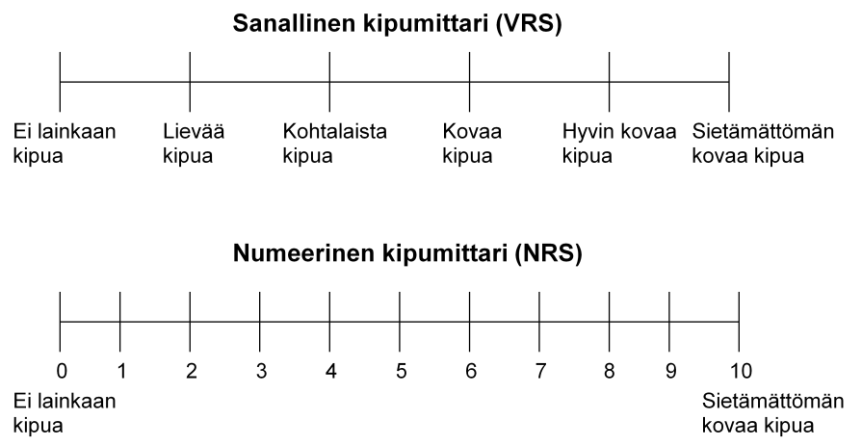 Sanallinen kipumittari (VRS)
Ei lainkaan kipua
Lievää kipua
Kohtalaista kipua
Kovaa kipua
Hyvin kovaa kipua
Sietämättömän kovaa kipua
Numeerinen kipumittari (NRS)
0 1 2 3 4 5 6 7 8 9 10
Ei lainkaan kipua
Sietämättömän kovaa kipua